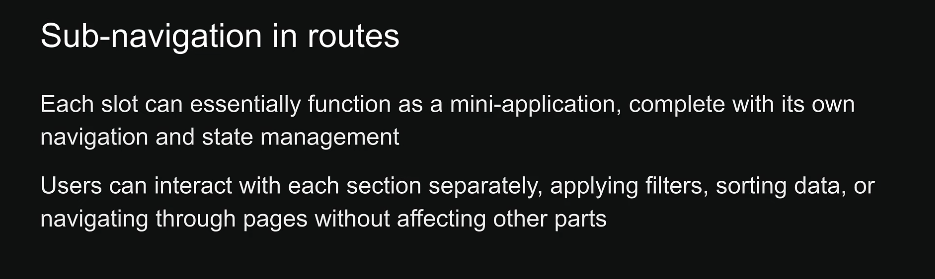 Sub-navigation in routes
Each slot can essentially function as a mini-application, complete with its own
navigation and state management
Users can interact with each section separately, applying filters, sorting data, or
navigating through pages without affecting other parts